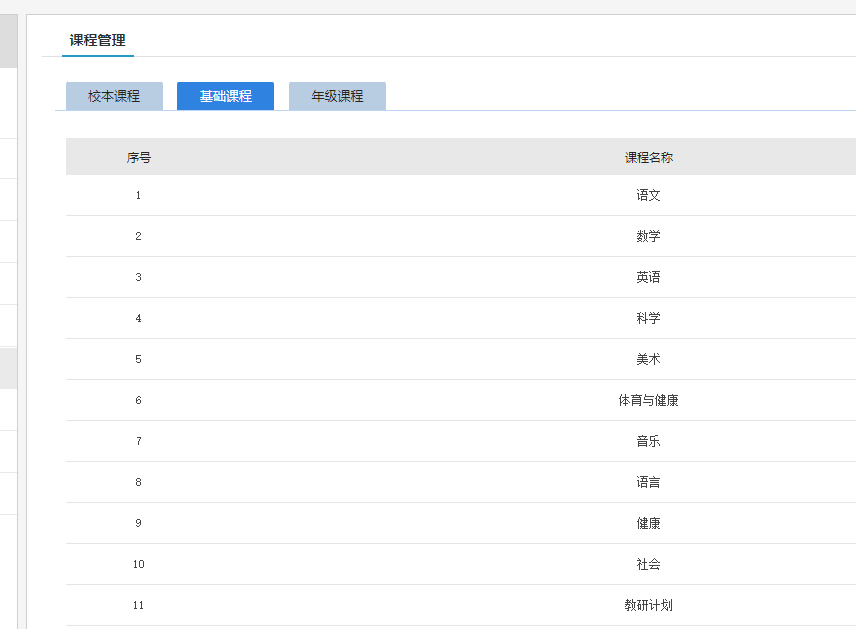 课程管理
校本课程 基础课程 年级课程
序号 课程名称
1 语文
2 数学
3 英语
4 科学
5 美术
6 体育与健康
7 音乐
8 语言
9 健康
10 社会
11 教研计划